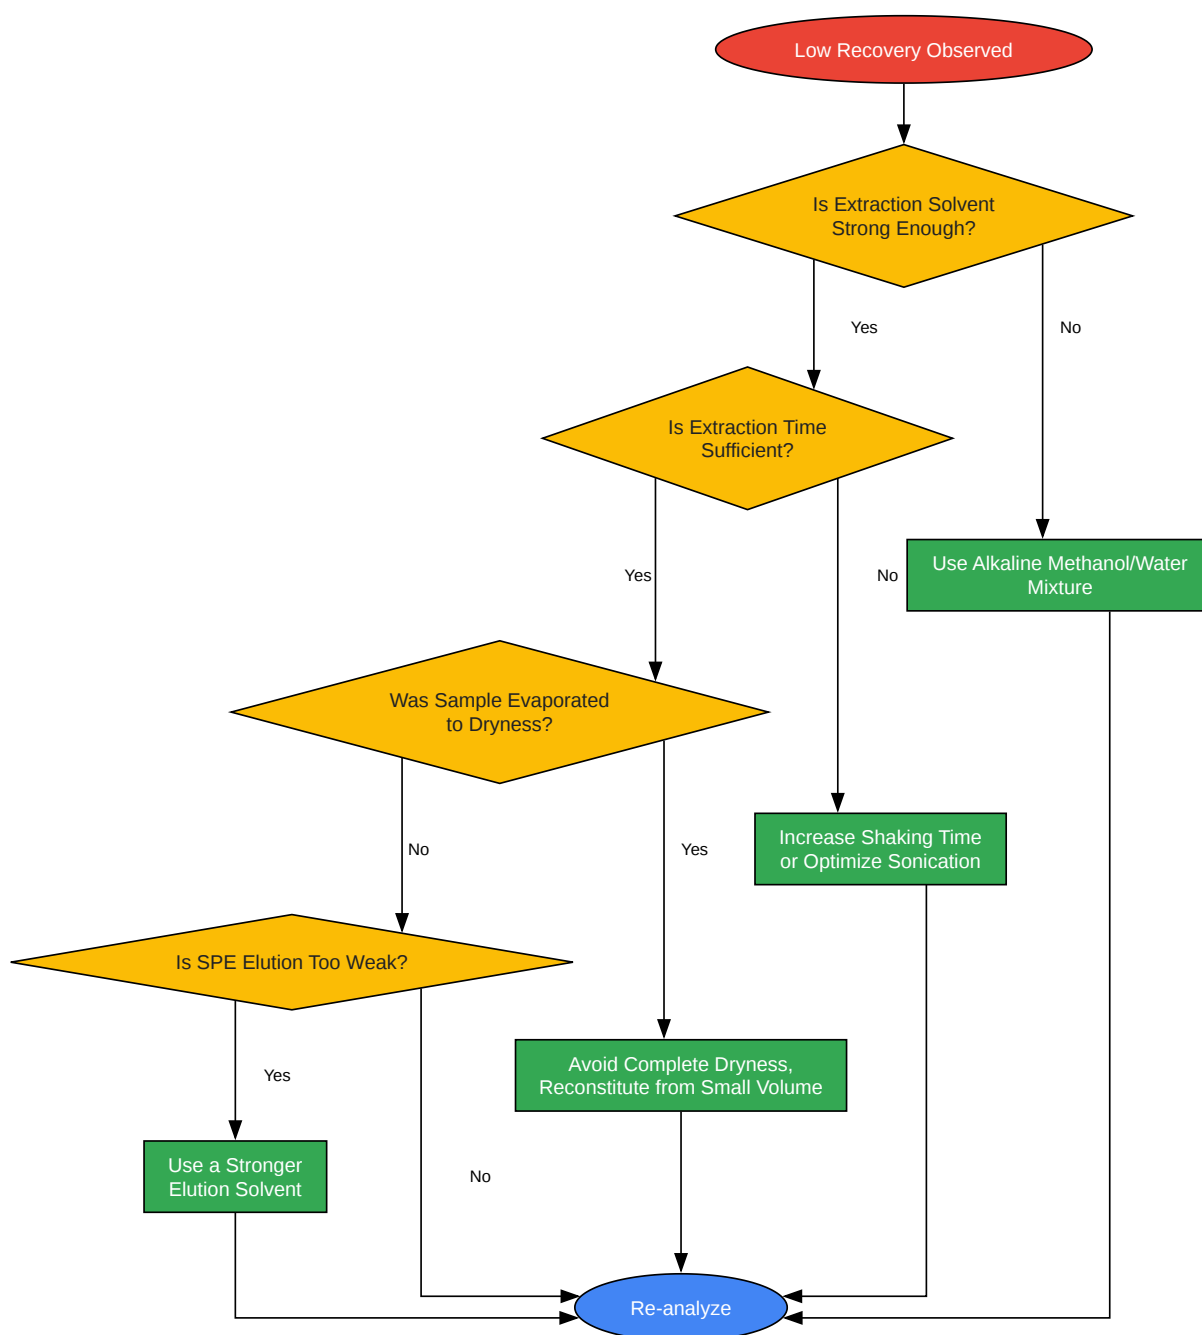 Low Recovery Observed
Is Extraction Solvent
Strong Enough?
Yes
No
Is Extraction Time
Sufficient?
Yes
No
Use Alkaline Methanol/Water
Mixture
Was Sample Evaporated
to Dryness?
No
Yes
Increase Shaking Time
or Optimize Sonication
Is SPE Elution Too Weak?
Yes
Avoid Complete Dryness,
Reconstitute from Small Volume
Use a Stronger
Elution Solvent
No
Re-analyze